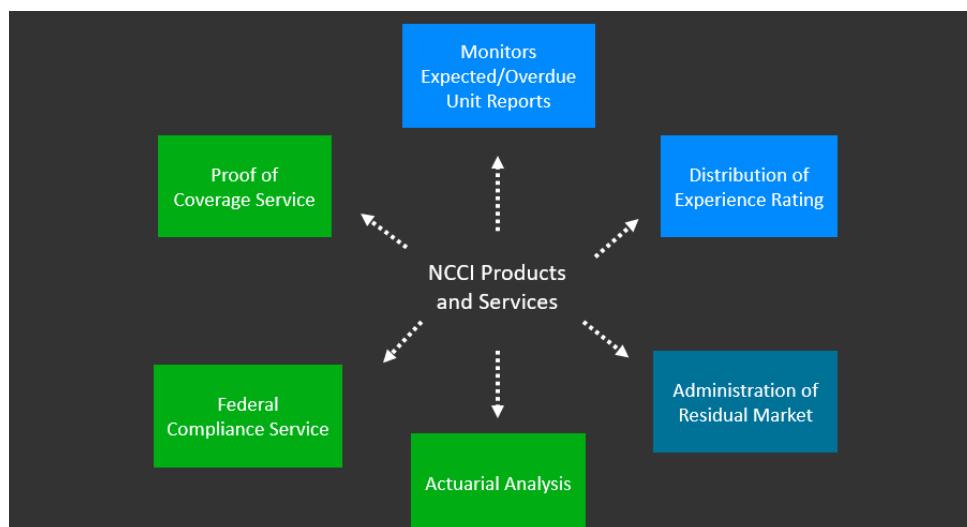 Monitors
Expected/Overdue
Unit Reports
Proof of
Coverage Service
Distribution of
Experience Rating
NCCI Products
and Services
Federal
Compliance Service
Administration of
Residual Market
Actuarial Analysis